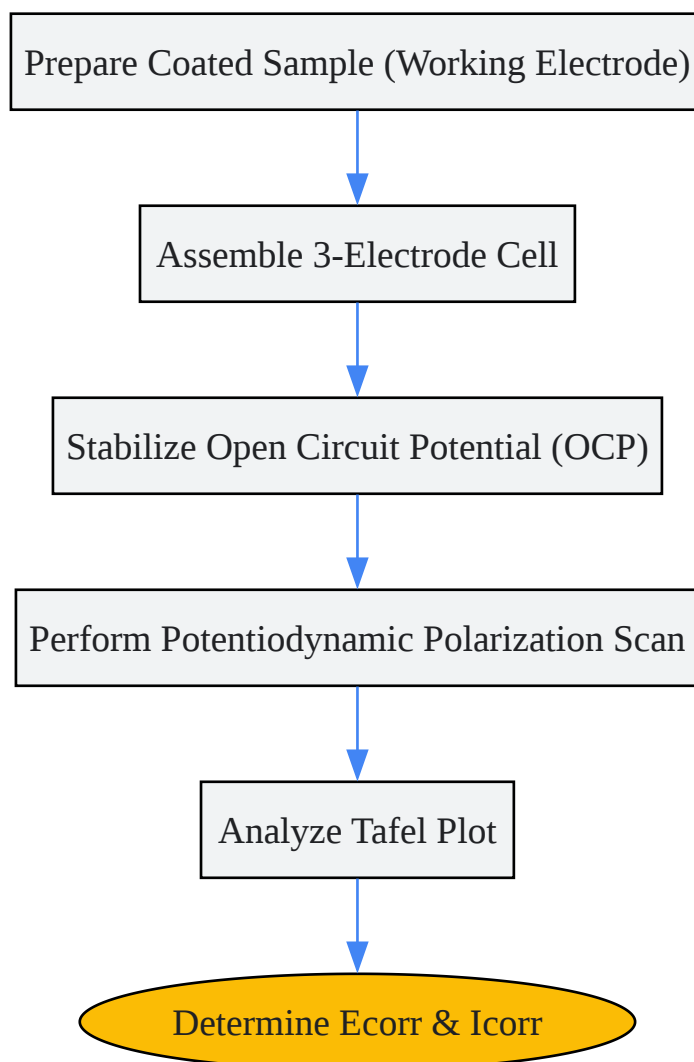 Prepare Coated Sample (Working Electrode)
Assemble 3-Electrode Cell
Stabilize Open Circuit Potential (OCP)
Perform Potentiodynamic Polarization Scan
Analyze Tafel Plot
Determine Ecorr & Icorr